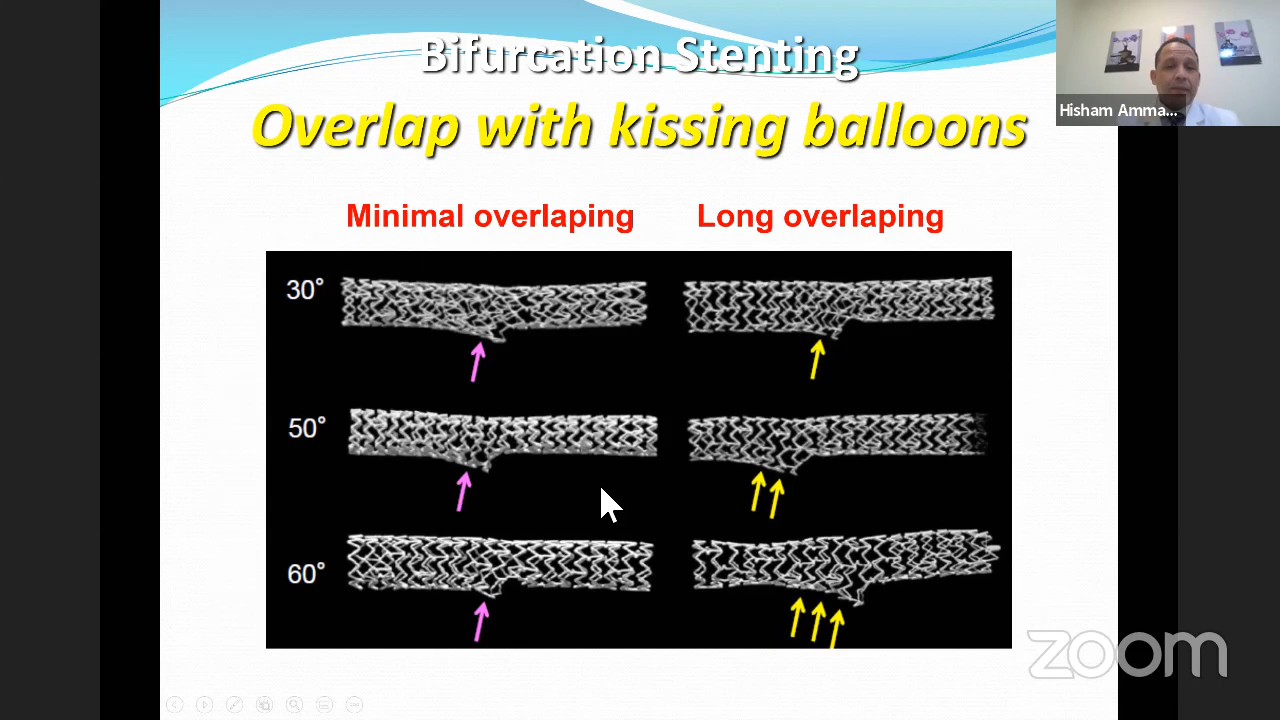 Bifurcation Stenting
Overlap with kissing balloons
Hisham Amma...
Minimal overlaping
Long overlaping
30°
50°
60°
zoom